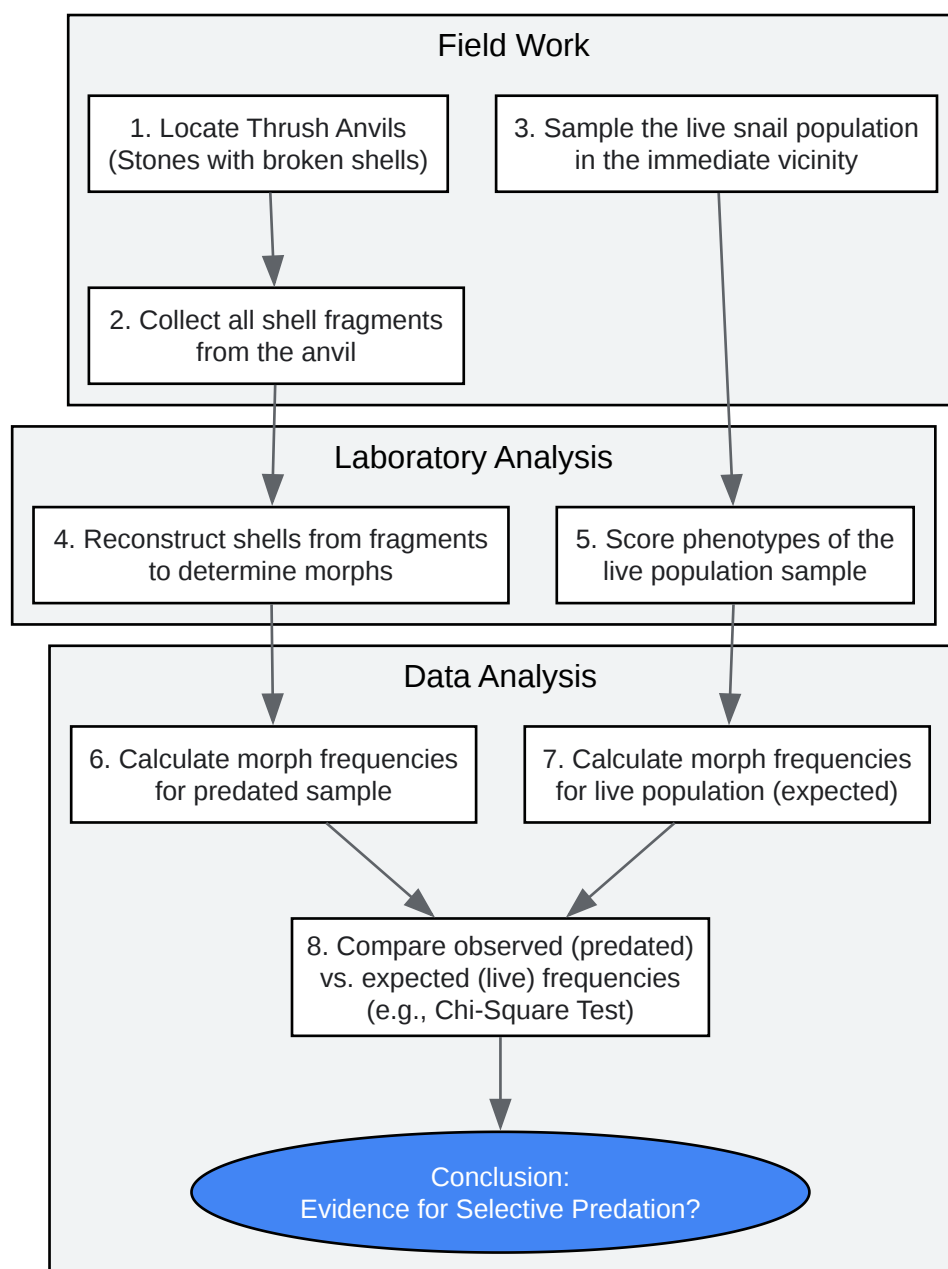 Field Work
1. Locate Thrush Anvils
(Stones with broken shells)
3. Sample the live snail population
in the immediate vicinity
2. Collect all shell fragments
from the anvil
Laboratory Analysis
4. Reconstruct shells from fragments
to determine morphs
5. Score phenotypes of the
live population sample
Data Analysis
6. Calculate morph frequencies
for predated sample
7. Calculate morph frequencies
for live population (expected)
8. Compare observed (predated)
vs. expected (live) frequencies
(e.g., Chi-Square Test)
Conclusion:
Evidence for Selective Predation?